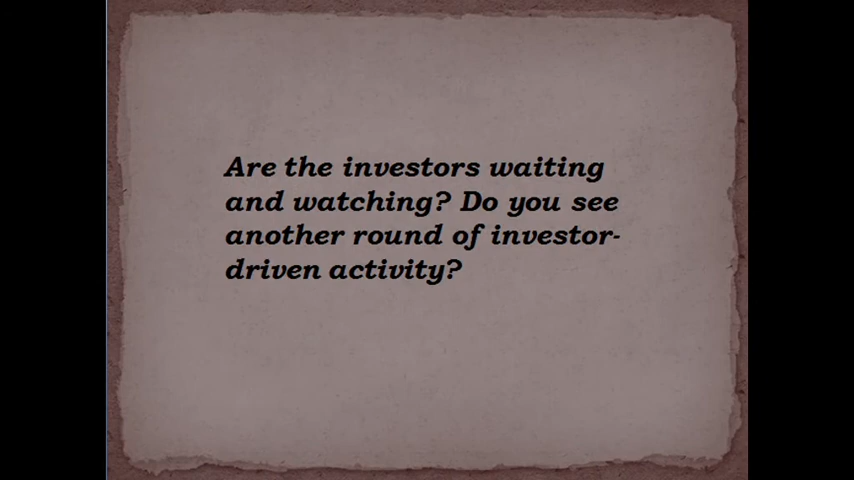 Are the investors waiting
and watching? Do you see
another round of investor-
driven activity?